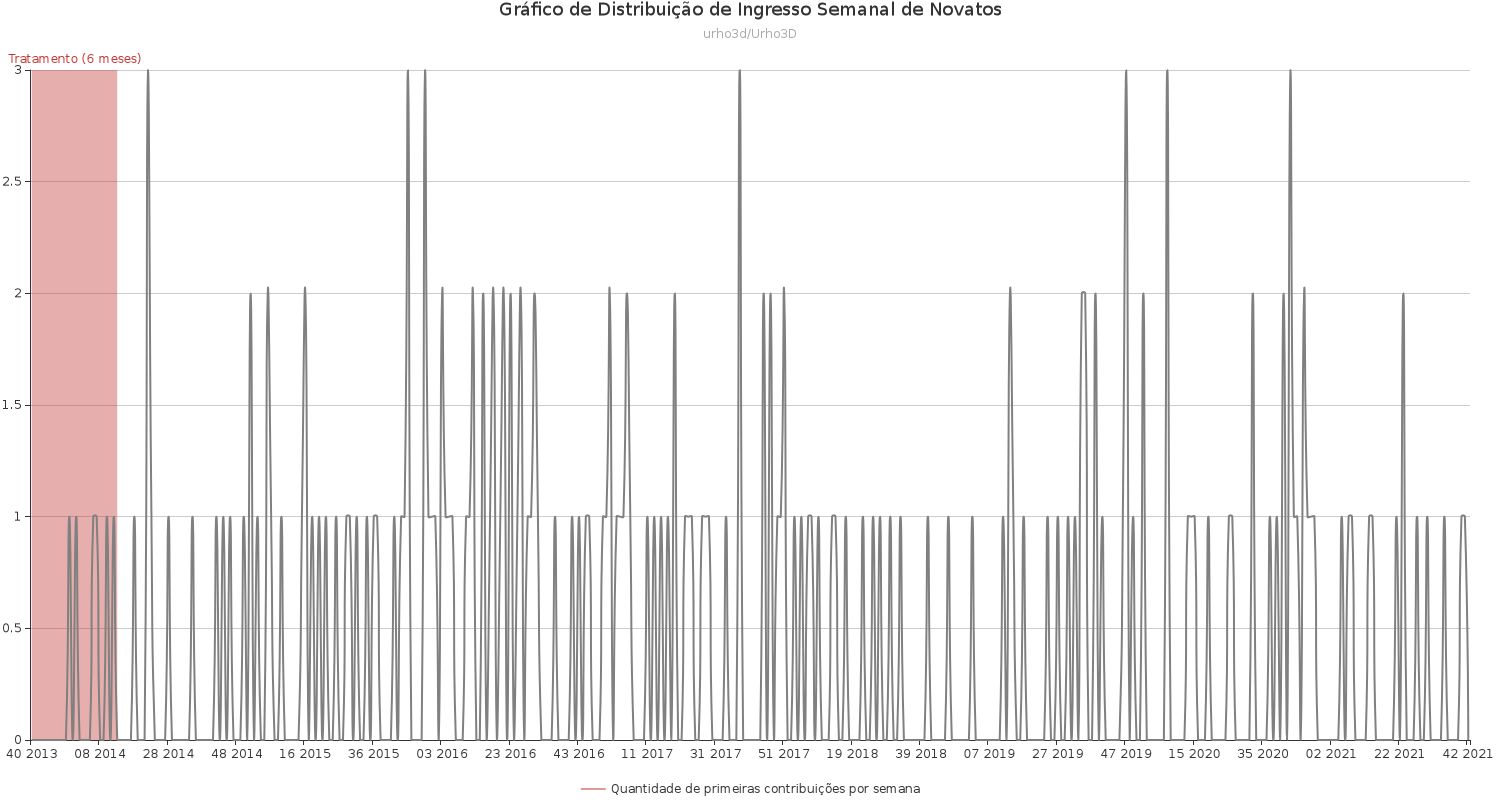 Gráfico de Distribuição de Ingresso Semanal de Novatos
urho3d/Urho3D
Tratamento (6 meses)
3
2.5
2
1.5
1
0.5
0
40 2013 08 2014 28 2014 48 2014 16 2015 36 2015 03 2016 23 2016 43 2016 11 2017 31 2017 51 2017 19 2018 39 2018 07 2019 27 2019 47 2019 15 2020 35 2020 02 2021 22 2021 42 2021
Quantidade de primeiras contribuições por semana